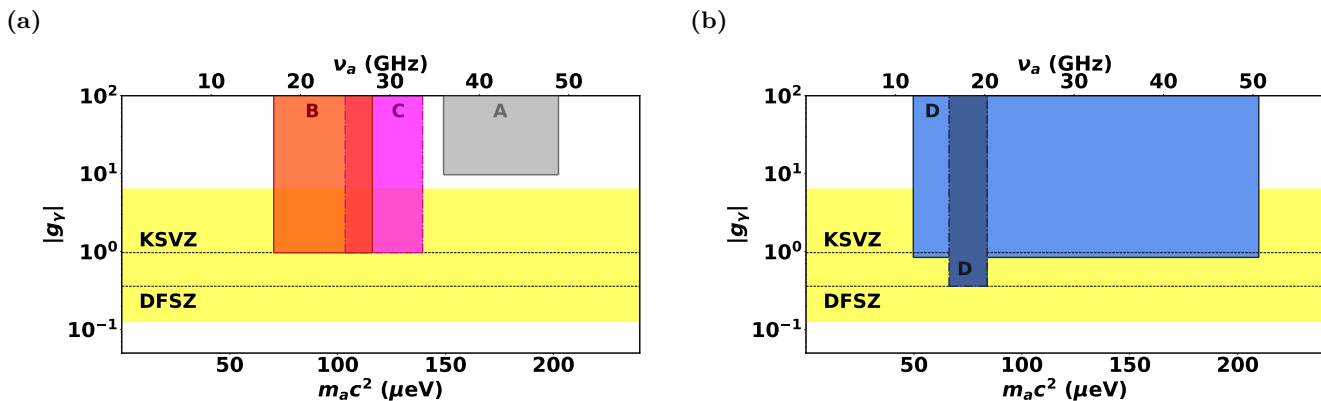 (a)
ν_a (GHz)
10 20 30 40 50
10^2
10^1
10^0
10^{-1}
|g_γ|
B C A
KSVZ
DFSZ
50 100 150 200
m_a c^2 (μeV)
(b)
ν_a (GHz)
10 20 30 40 50
10^2
10^1
10^0
10^{-1}
|g_γ|
D
KSVZ
D
DFSZ
50 100 150 200
m_a c^2 (μeV)